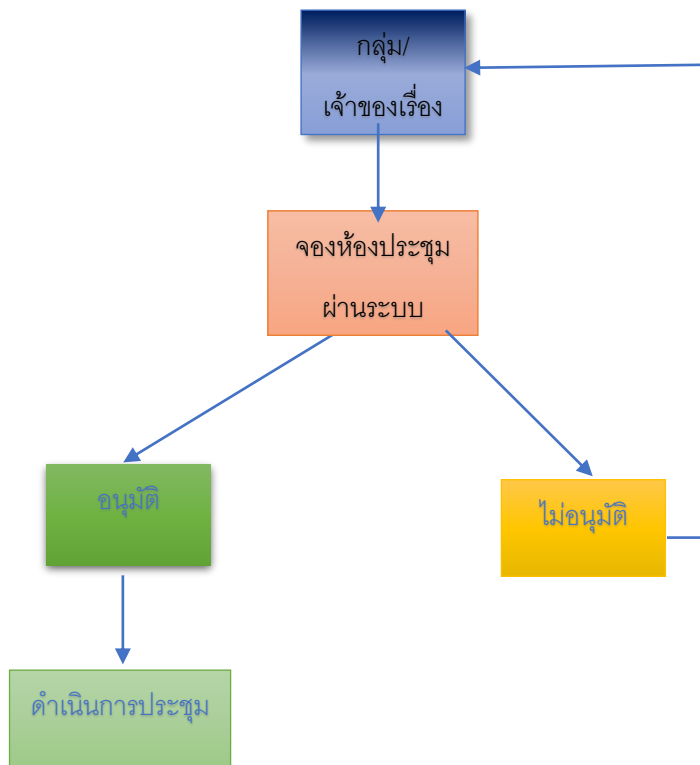 กลุ่ม/
เจ้าของเรื่อง
จองห้องประชุม
ผ่านระบบ
อนุมัติ
ไม่อนุมัติ
ดำเนินการประชุม